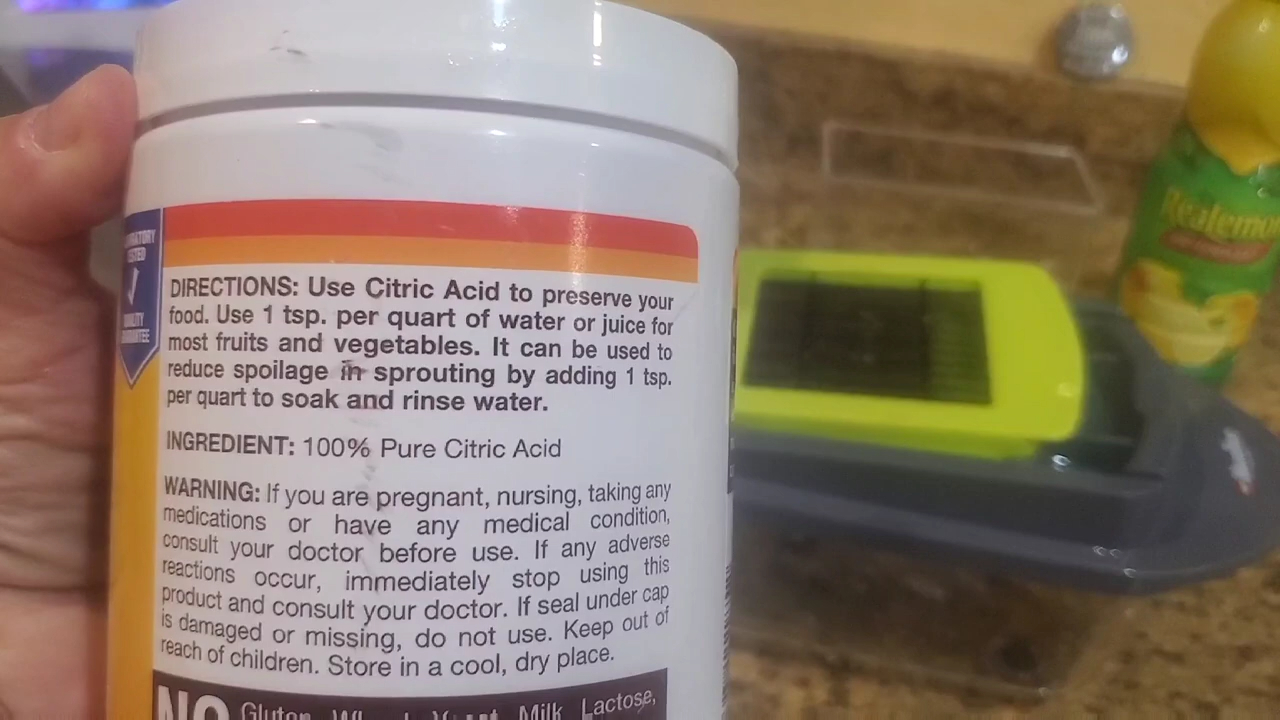 DIRECTIONS: Use Citric Acid to preserve your
food. Use 1 tsp. per quart of water or juice for
most fruits and vegetables. It can be used to
reduce spoilage in sprouting by adding 1 tsp.
per quart to soak and rinse water.
INGREDIENT: 100% Pure Citric Acid
WARNING: If you are pregnant, nursing, taking any
medications or have any medical condition,
consult your doctor before use. If any adverse
reactions occur, immediately stop using this
product and consult your doctor. If seal under cap
is damaged or missing, do not use. Keep out of
reach of children. Store in a cool, dry place.
NO Gluten, Milk, Lactose,
TESTED